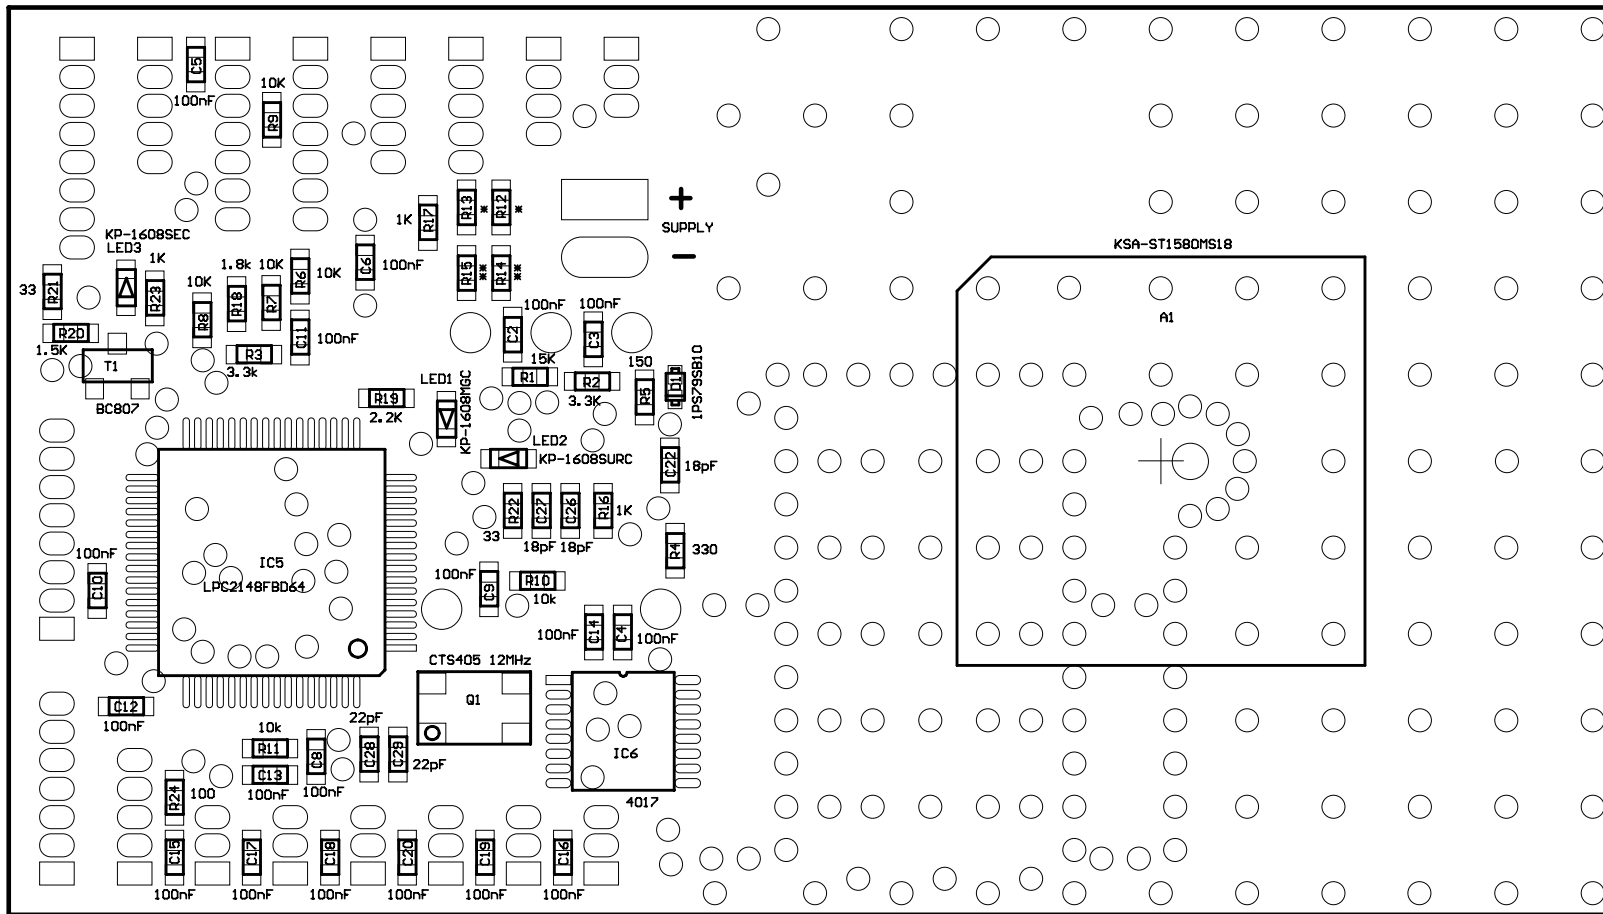 C5
100nF
10K
R9
1K
R17
R13
*
R12
*
+
SUPPLY
KP-1608SEC
LED3
1K
33
R21
R23
10K
R8
1.8k
R18
10K
R7
R6
10K
C6
100nF
R15
**
R14
**
-
KSA-ST1580MS18
A1
R20
1.5K
T1
BC807
R3
3.3k
C11
100nF
100nF
C2
100nF
C3
15K
R1
R2
3.3K
150
R5
D1
1PS79SB10
R19
2.2K
LED1
KP-1608MGC
LED2
KP-1608SURC
C22
18pF
R22
33
C27
18pF
C26
18pF
R16
1K
R4
330
100nF
C10
IC5
LPC2148FBD64
100nF
C9
R10
10k
100nF
C14
C4
100nF
CTS405 12MHz
Q1
C12
100nF
10k
R11
C13
100nF
C8
100nF
22pF
C28
C29
22pF
IC6
4017
R24
100
C15
100nF
C17
100nF
C18
100nF
C20
100nF
C19
100nF
C16
100nF